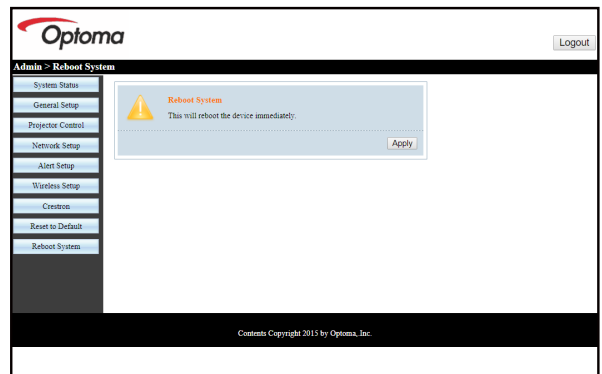 Optoma
Logout
Admin > Reboot System
System Status
General Setup
Projector Control
Network Setup
Alert Setup
Wireless Setup
Crestron
Reset to Default
Reboot System
Reboot System
This will reboot the device immediately.
Apply
Contents Copyright 2015 by Optoma, Inc.